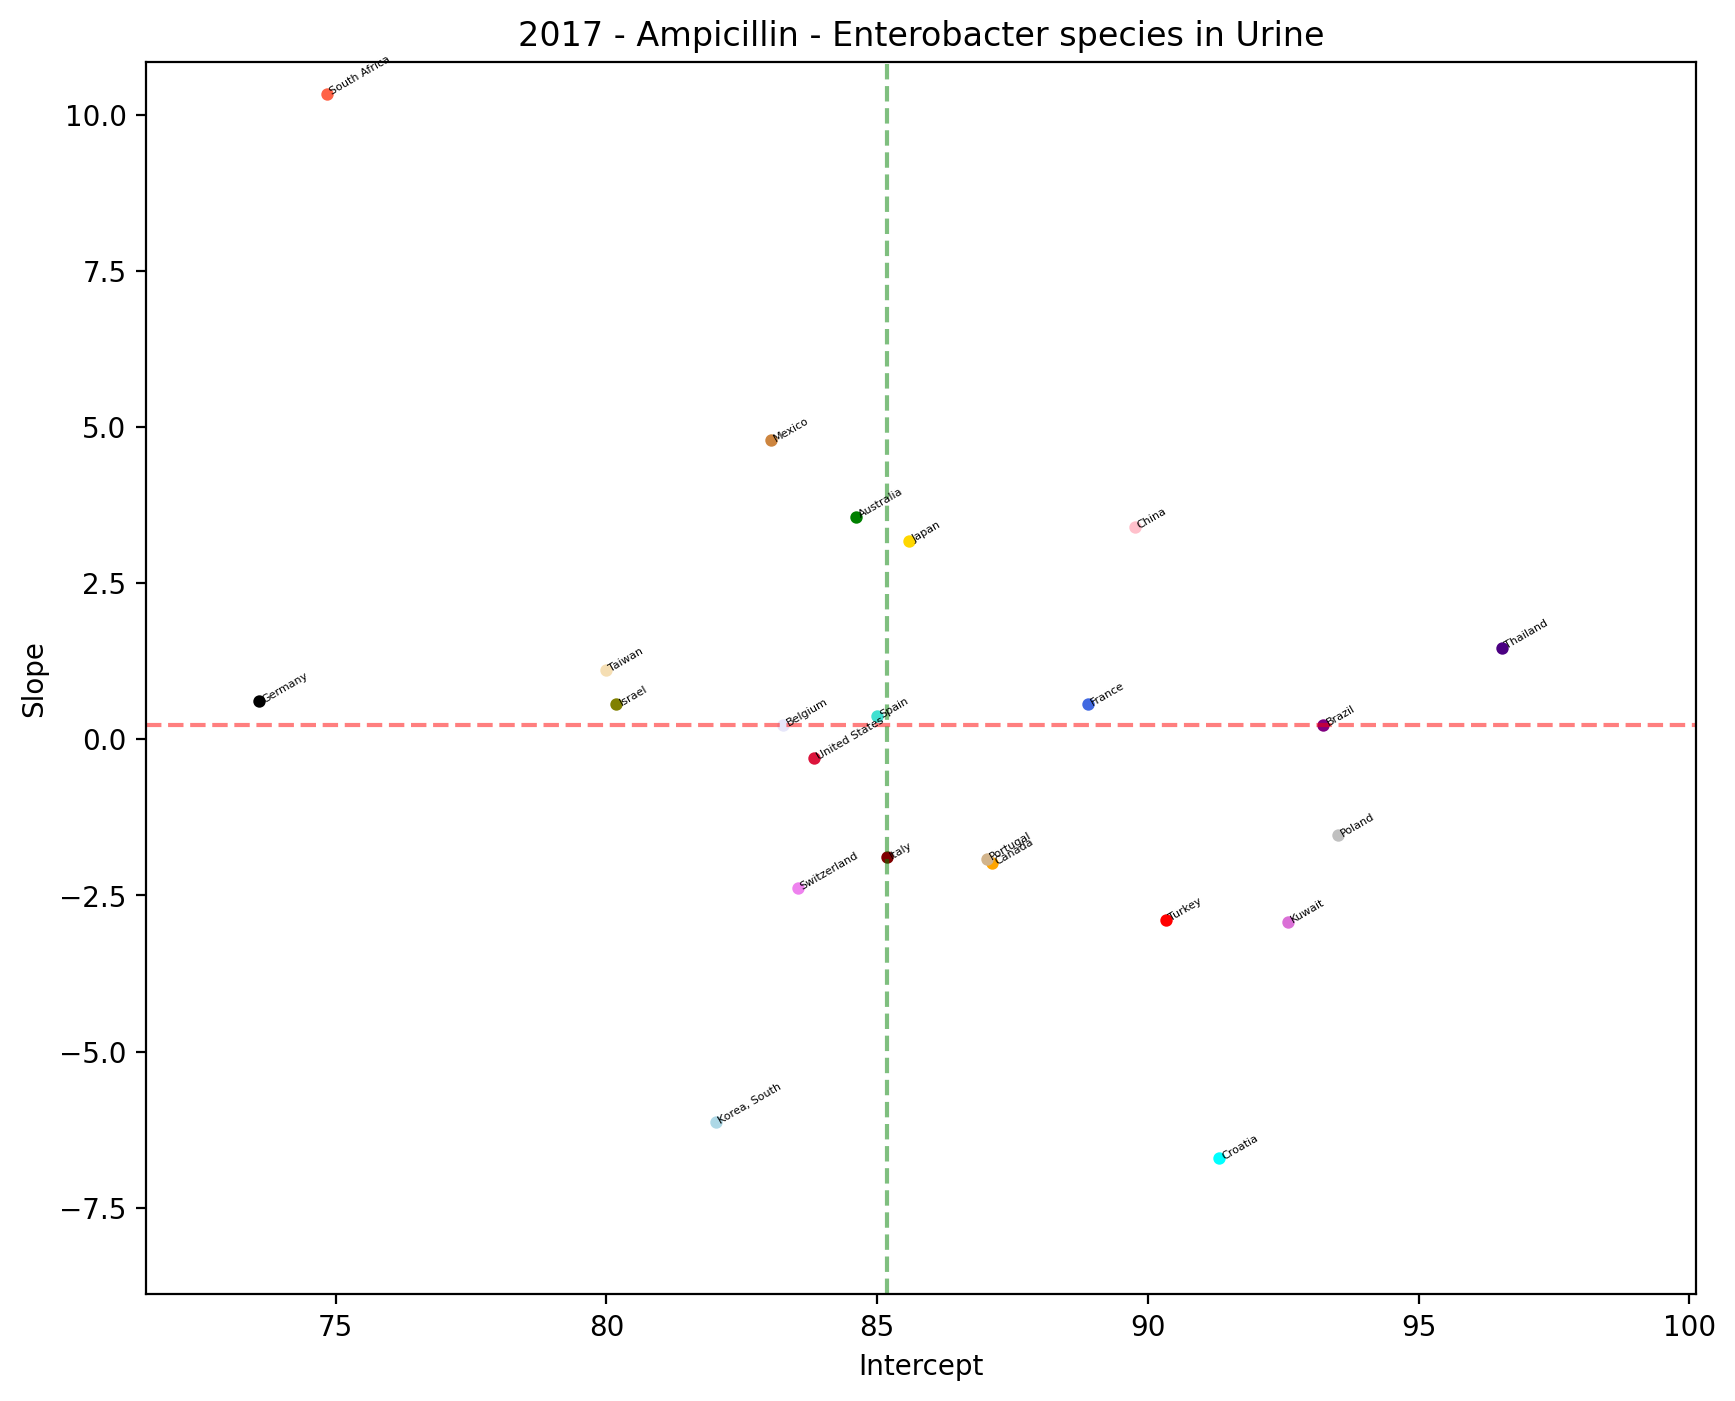 2017 - Ampicillin - Enterobacter species in Urine
South Africa
10.0
7.5
Mexico
5.0
Australia
China
Japan
2.5
Thailand
Taiwan
Germany
Israel
France
Belgium
Spain
Brazil
United States
0.0
Slope
Poland
Portugal
Canada
Italy
Switzerland
−2.5
Turkey
Kuwait
−5.0
Korea, South
Croatia
−7.5
75
80
85
90
95
100
Intercept